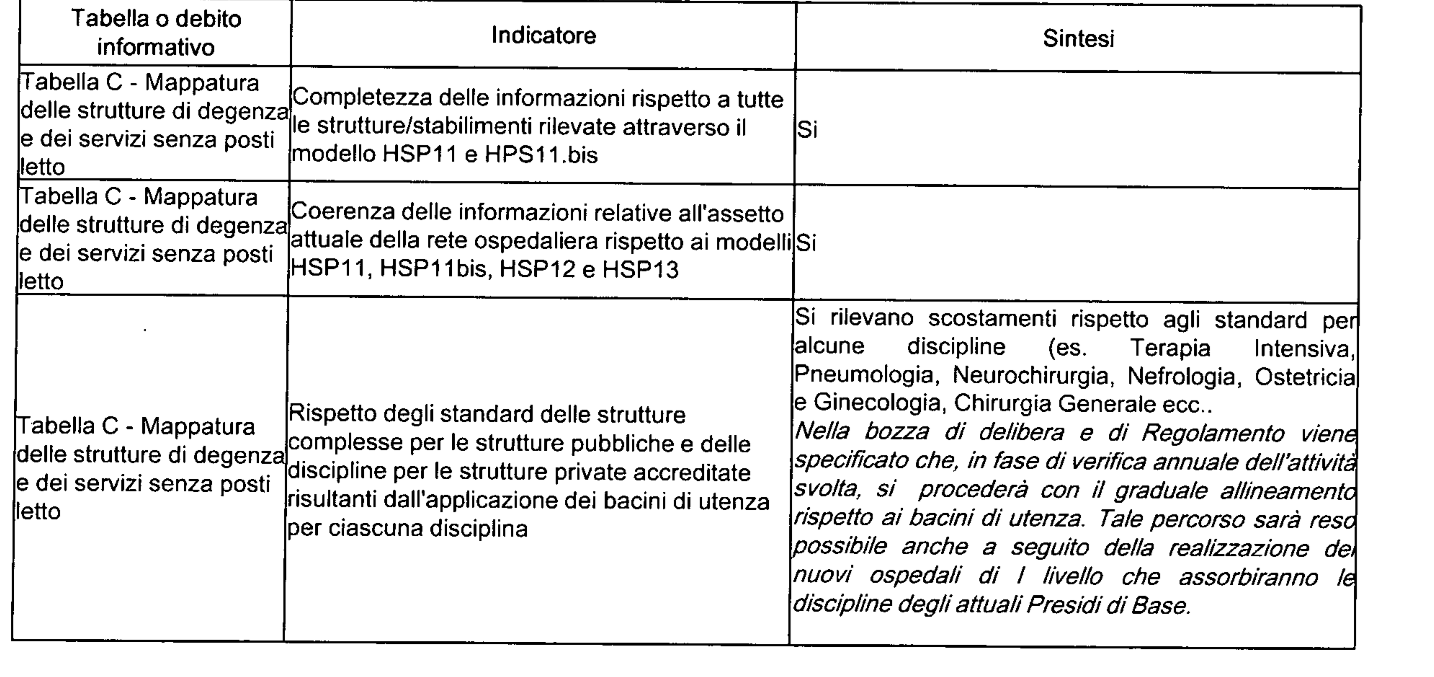 Tabella o debito
informativo
Indicatore
Sintesi
Tabella C - Mappatura
delle strutture di degenza
e dei servizi senza posti
letto
Completezza delle informazioni rispetto a tutte
le strutture/stabilimenti rilevate attraverso il
modello HSP11 e HPS11.bis
Si
Tabella C - Mappatura
delle strutture di degenza
e dei servizi senza posti
letto
Coerenza delle informazioni relative all'assetto
attuale della rete ospedaliera rispetto ai modelli
HSP11, HSP11bis, HSP12 e HSP13
Si
Tabella C - Mappatura
delle strutture di degenza
e dei servizi senza posti
letto
Rispetto degli standard delle strutture
complesse per le strutture pubbliche e delle
discipline per le strutture private accreditate
risultanti dall'applicazione dei bacini di utenza
per ciascuna disciplina
Si rilevano scostamenti rispetto agli standard per
alcune discipline (es. Terapia Intensiva,
Pneumologia, Neurochirurgia, Nefrologia, Ostetricia
e Ginecologia, Chirurgia Generale ecc..
Nella bozza di delibera e di Regolamento viene
specificato che, in fase di verifica annuale dell'attività
svolta, si procederà con il graduale allineamento
rispetto ai bacini di utenza. Tale percorso sarà reso
possibile anche a seguito della realizzazione dei
nuovi ospedali di I livello che assorbiranno le
discipline degli attuali Presidi di Base.